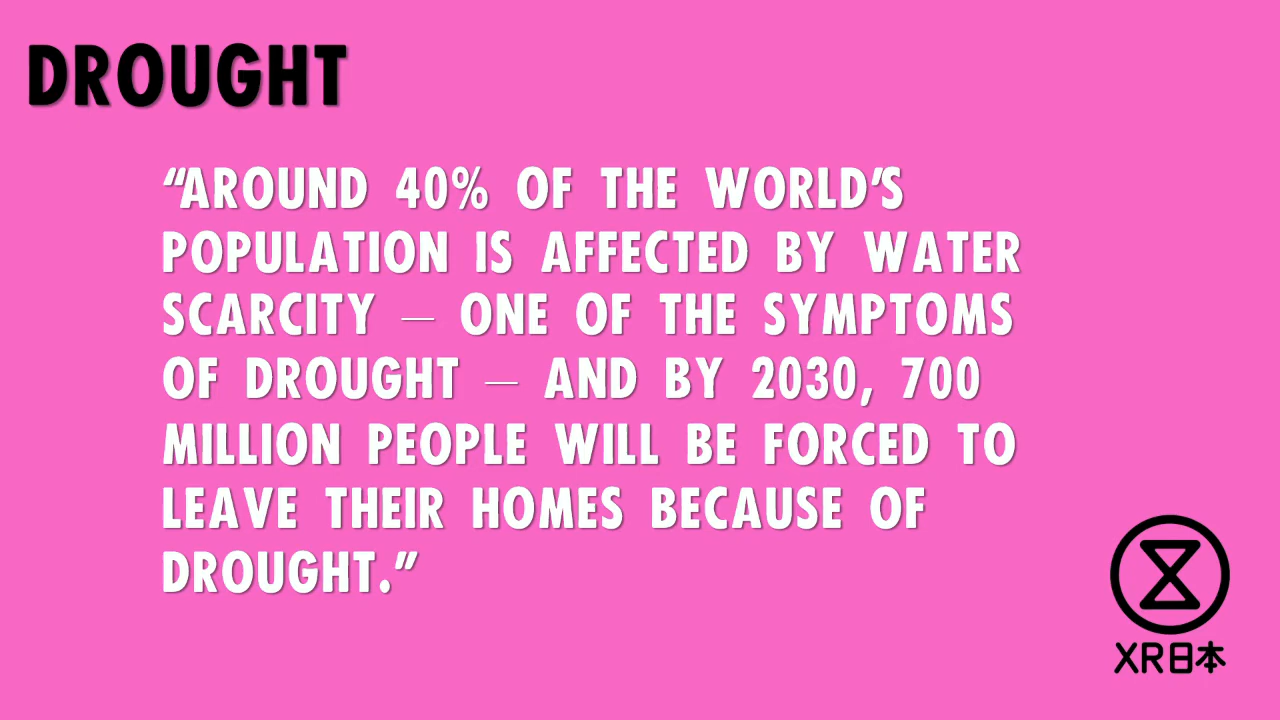 DROUGHT
“AROUND 40% OF THE WORLD’S
POPULATION IS AFFECTED BY WATER
SCARCITY – ONE OF THE SYMPTOMS
OF DROUGHT – AND BY 2030, 700
MILLION PEOPLE WILL BE FORCED TO
LEAVE THEIR HOMES BECAUSE OF
DROUGHT.”
XR日本